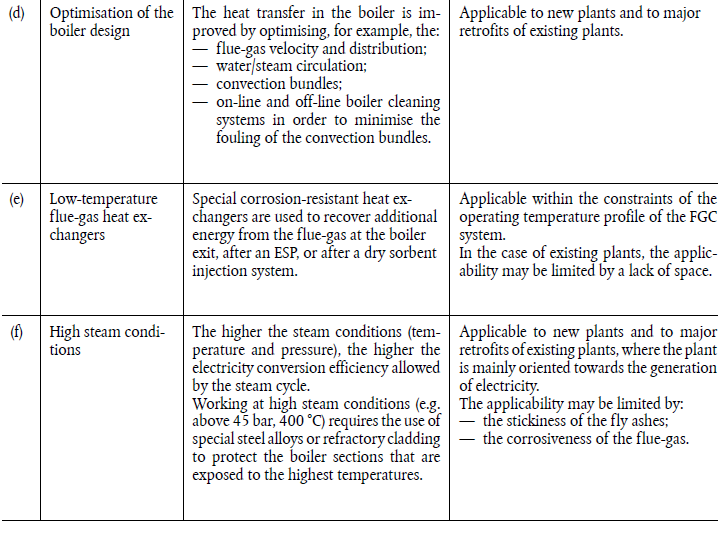 (d)
Optimisation of the
boiler design
The heat transfer in the boiler is im-
proved by optimising, for example, the:
— flue-gas velocity and distribution;
— water/steam circulation;
— convection bundles;
— on-line and off-line boiler cleaning
systems in order to minimise the
fouling of the convection bundles.
Applicable to new plants and to major
retrofits of existing plants.
(e)
Low-temperature
flue-gas heat ex-
changers
Special corrosion-resistant heat ex-
changers are used to recover additional
energy from the flue-gas at the boiler
exit, after an ESP, or after a dry sorbent
injection system.
Applicable within the constraints of the
operating temperature profile of the FGC
system.
In the case of existing plants, the applic-
ability may be limited by a lack of space.
(f)
High steam condi-
tions
The higher the steam conditions (tem-
perature and pressure), the higher the
electricity conversion efficiency allowed
by the steam cycle.
Working at high steam conditions (e.g.
above 45 bar, 400 °C) requires the use of
special steel alloys or refractory cladding
to protect the boiler sections that are
exposed to the highest temperatures.
Applicable to new plants and to major
retrofits of existing plants, where the plant
is mainly oriented towards the generation
of electricity.
The applicability may be limited by:
— the stickiness of the fly ashes;
— the corrosiveness of the flue-gas.